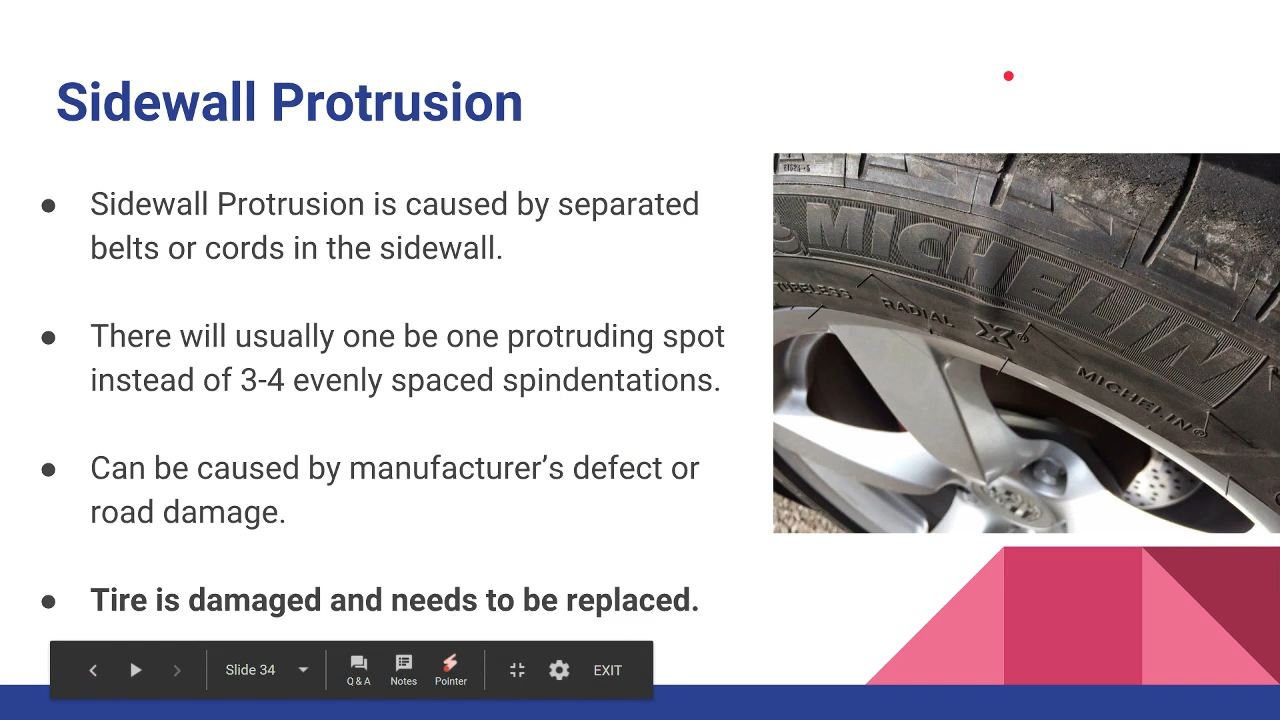 Sidewall Protrusion
● Sidewall Protrusion is caused by separated
belts or cords in the sidewall.
● There will usually one be one protruding spot
instead of 3-4 evenly spaced spindentations.
● Can be caused by manufacturer’s defect or
road damage.
● Tire is damaged and needs to be replaced.
MICHELIN
TUBELESS RADIAL X®
MICHELIN®
Slide 34
Q & A
Notes
Pointer
EXIT